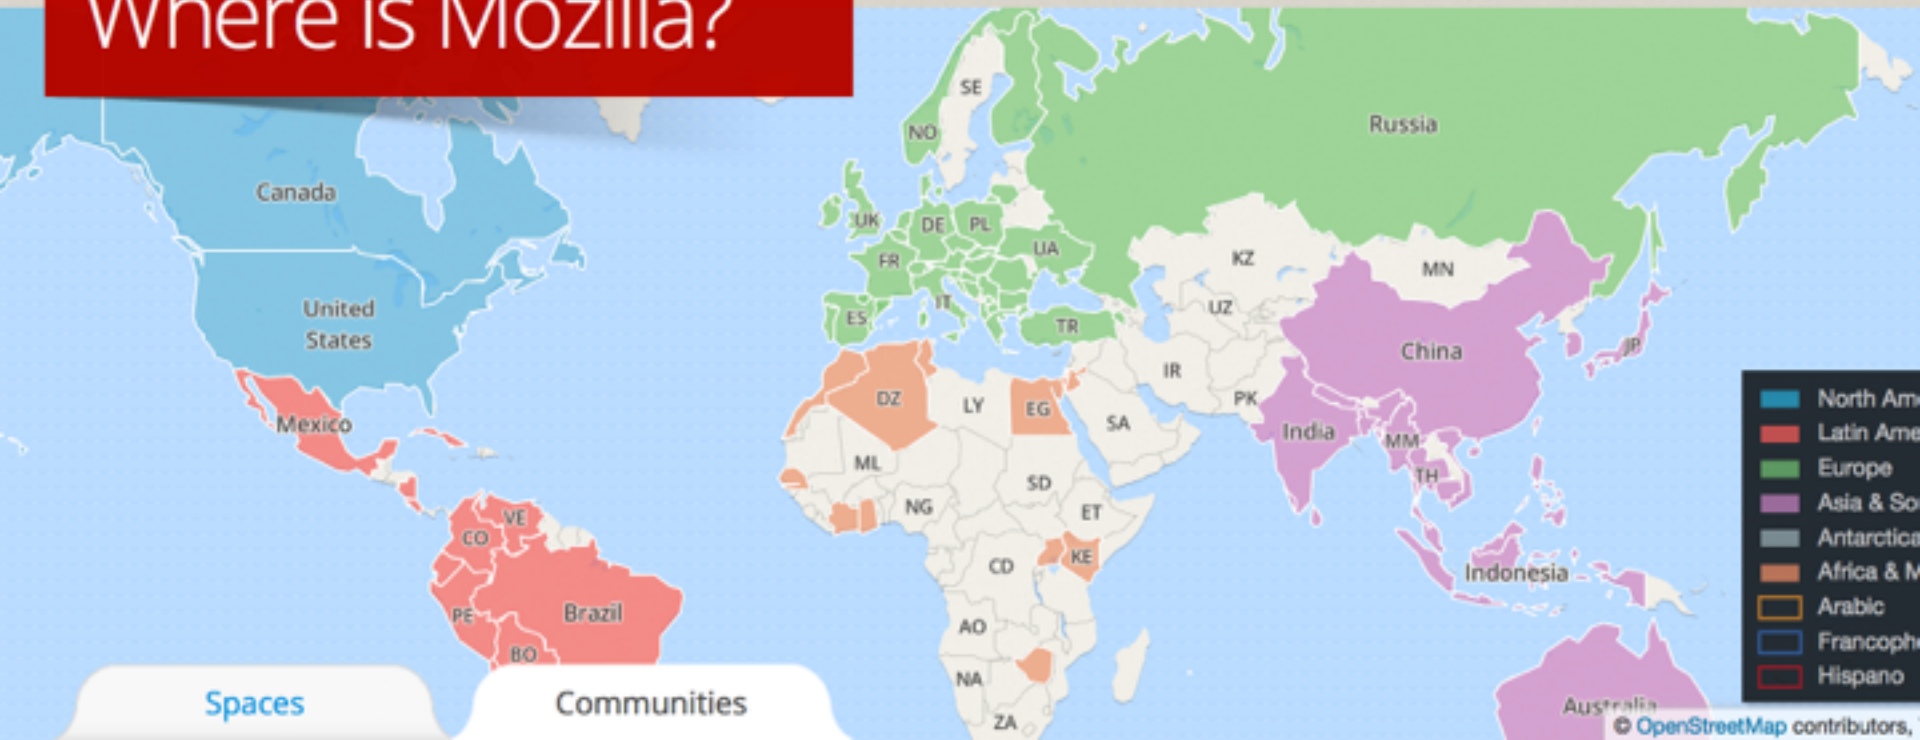 Where is Mozilla?
SE
NO
Russia
Canada
UK
DE
PL
UA
FR
KZ
MN
United
States
IT
ES
TR
UZ
China
JP
IR
DZ
LY
EG
PK
SA
Mexico
India
MM
ML
TH
SD
NG
ET
VE
CO
KE
CD
Indonesia
PE
Brazil
AO
BO
NA
ZA
Australia
North Ame
Latin Ame
Europe
Asia & So
Antarctica
Africa & M
Arabic
Francoph
Hispano
Spaces
Communities
© OpenStreetMap contributors,